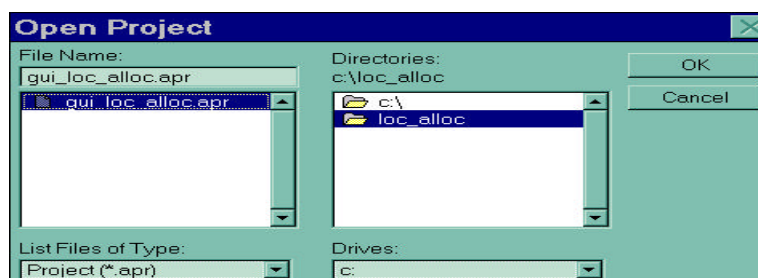 Open Project
File Name:
gui_loc_alloc.apr
gui_loc_alloc.apr
List Files of Type:
Project (*.apr)
Directories:
c:\loc_alloc
c:\
loc_alloc
Drives:
c:
OK
Cancel